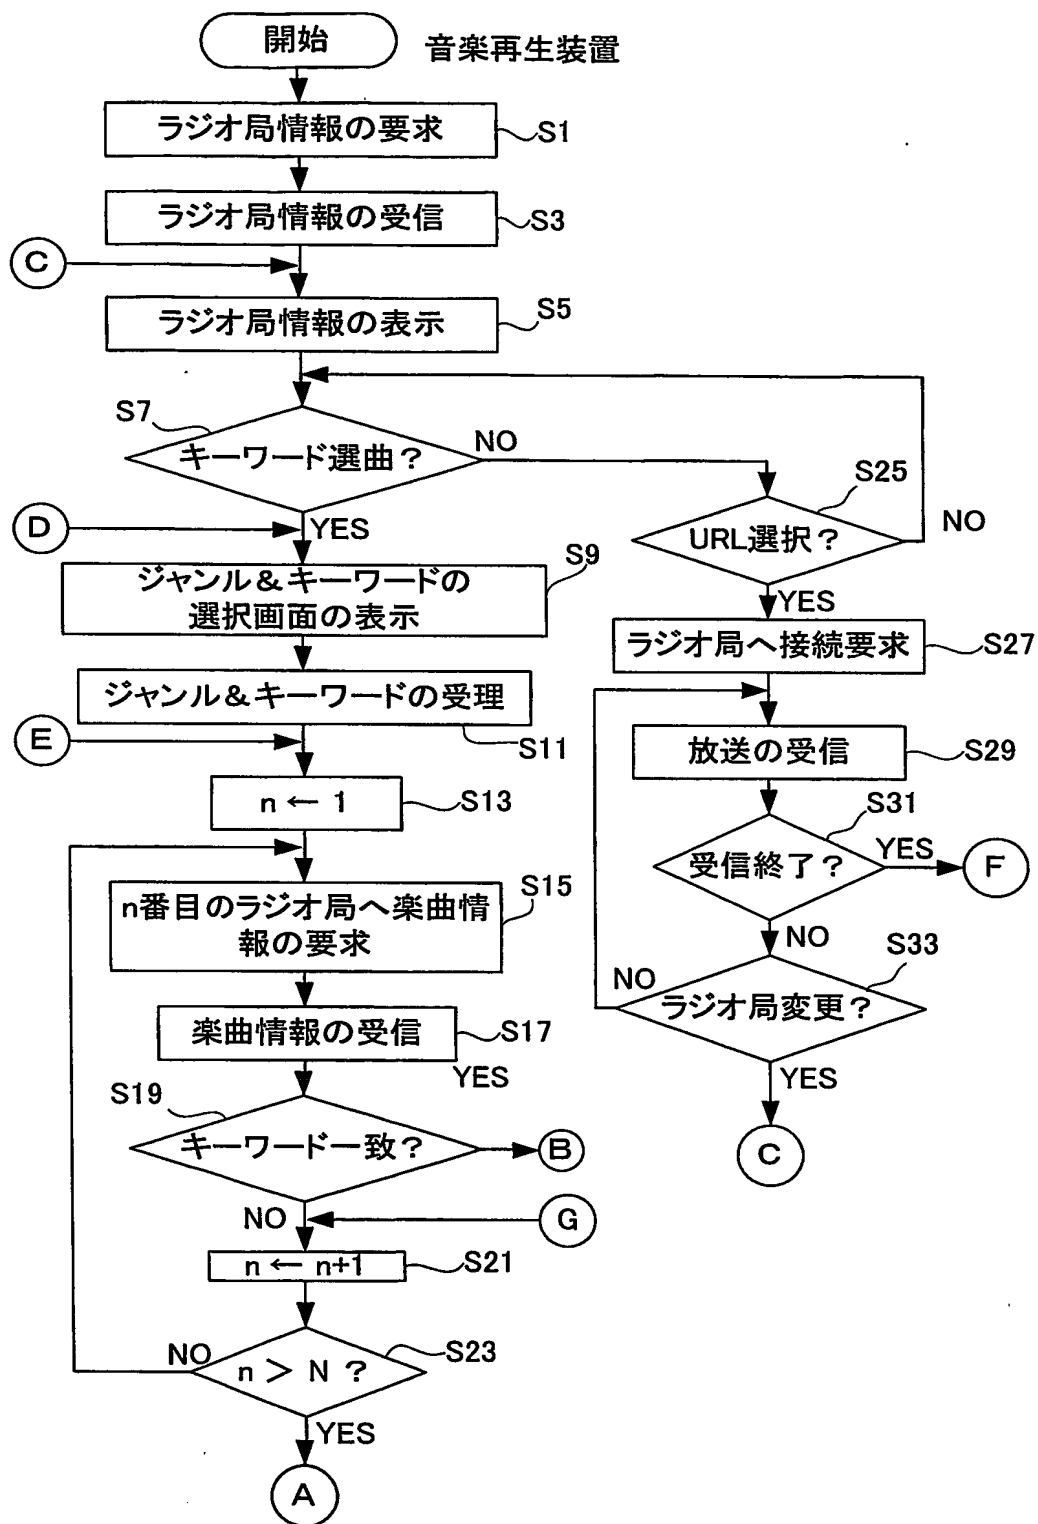 開始
音楽再生装置
ラジオ局情報の要求
S1
ラジオ局情報の受信
S3
C
ラジオ局情報の表示
S5
S7
キーワード選曲?
NO
YES
D
ジャンル&キーワードの
選択画面の表示
S9
ジャンル&キーワードの受理
S11
E
n ← 1
S13
n番目のラジオ局へ楽曲情
報の要求
S15
楽曲情報の受信
S17
YES
S19
キーワード一致?
B
NO
G
n ← n+1
S21
n > N ?
S23
NO
YES
A
S25
URL選択?
NO
YES
ラジオ局へ接続要求
S27
放送の受信
S29
S31
受信終了?
YES
F
NO
S33
ラジオ局変更?
NO
YES
C